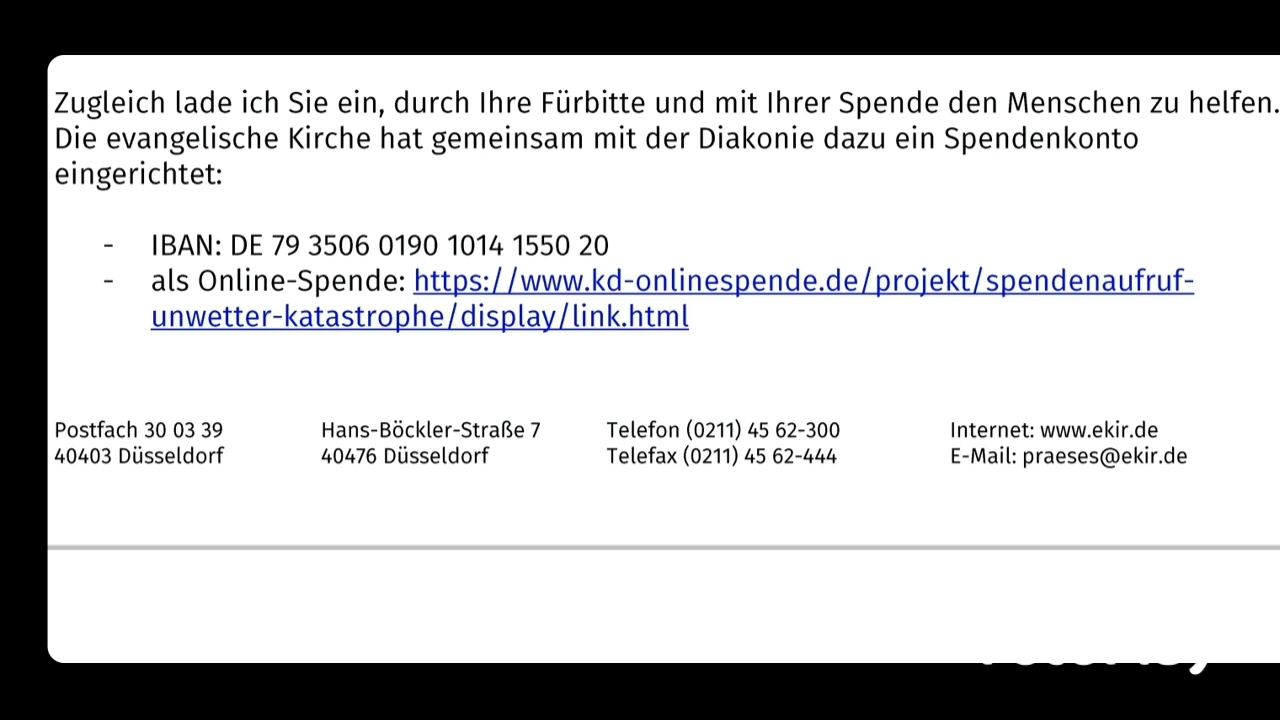 Zugleich lade ich Sie ein, durch Ihre Fürbitte und mit Ihrer Spende den Menschen zu helfen.
Die evangelische Kirche hat gemeinsam mit der Diakonie dazu ein Spendenkonto
eingerichtet:
- IBAN: DE 79 3506 0190 1014 1550 20
- als Online-Spende: https://www.kd-onlinespende.de/projekt/spendenaufruf-
unwetter-katastrophe/display/link.html
Postfach 30 03 39 Hans-Böckler-Straße 7 Telefon (0211) 45 62-300 Internet: www.ekir.de
40403 Düsseldorf 40476 Düsseldorf Telefax (0211) 45 62-444 E-Mail: praeses@ekir.de